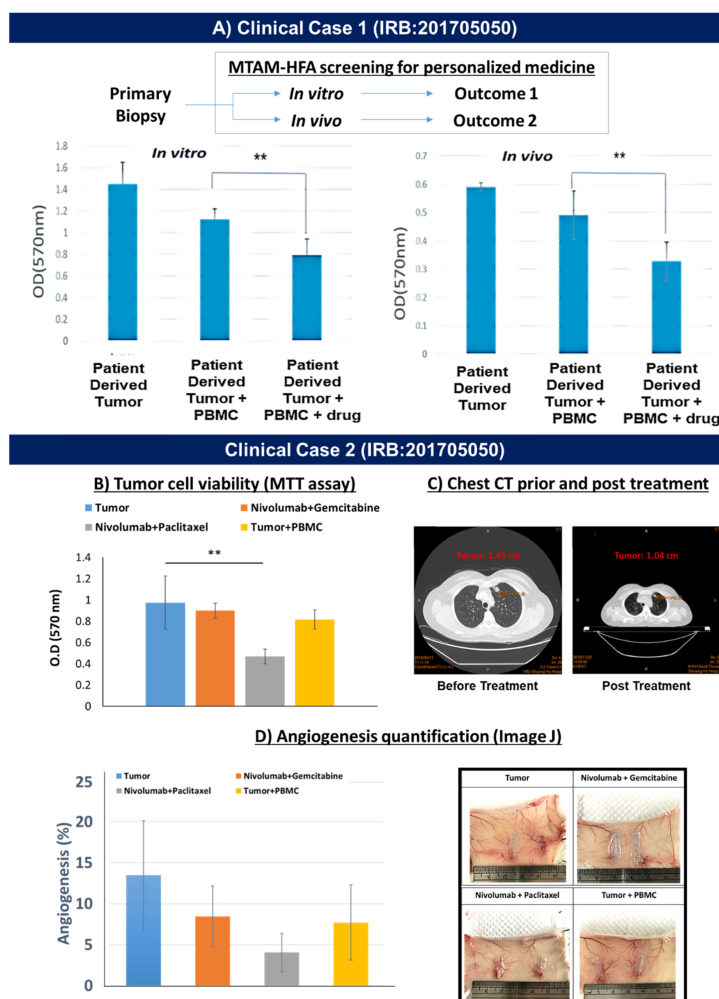 A) Clinical Case 1 (IRB:201705050)
MTAM-HFA screening for personalized medicine
Primary
Biopsy
In vitro
Outcome 1
In vivo
Outcome 2
In vitro
**
OD(570nm)
1.8
1.6
1.4
1.2
1
0.8
0.6
0.4
0.2
0
Patient
Derived
Tumor
Patient
Derived
Tumor +
PBMC
Patient
Derived
Tumor +
PBMC + drug
In vivo
**
OD(570nm)
0.7
0.6
0.5
0.4
0.3
0.2
0.1
0
Patient
Derived
Tumor
Patient
Derived
Tumor +
PBMC
Patient
Derived
Tumor +
PBMC + drug
Clinical Case 2 (IRB:201705050)
B) Tumor cell viability (MTT assay)
Tumor
Nivolumab+Gemcitabine
Nivolumab+Paclitaxel
Tumor+PBMC
**
O.D (570 nm)
1.4
1.2
1
0.8
0.6
0.4
0.2
0
C) Chest CT prior and post treatment
Tumor: 1.65 cm
Tumor: 1.04 cm
Before Treatment
Post Treatment
D) Angiogenesis quantification (Image J)
Tumor
Nivolumab+Gemcitabine
Nivolumab+Paclitaxel
Tumor+PBMC
Angiogenesis (%)
25
20
15
10
5
0
Tumor
Nivolumab + Gemcitabine
Nivolumab + Paclitaxel
Tumor + PBMC